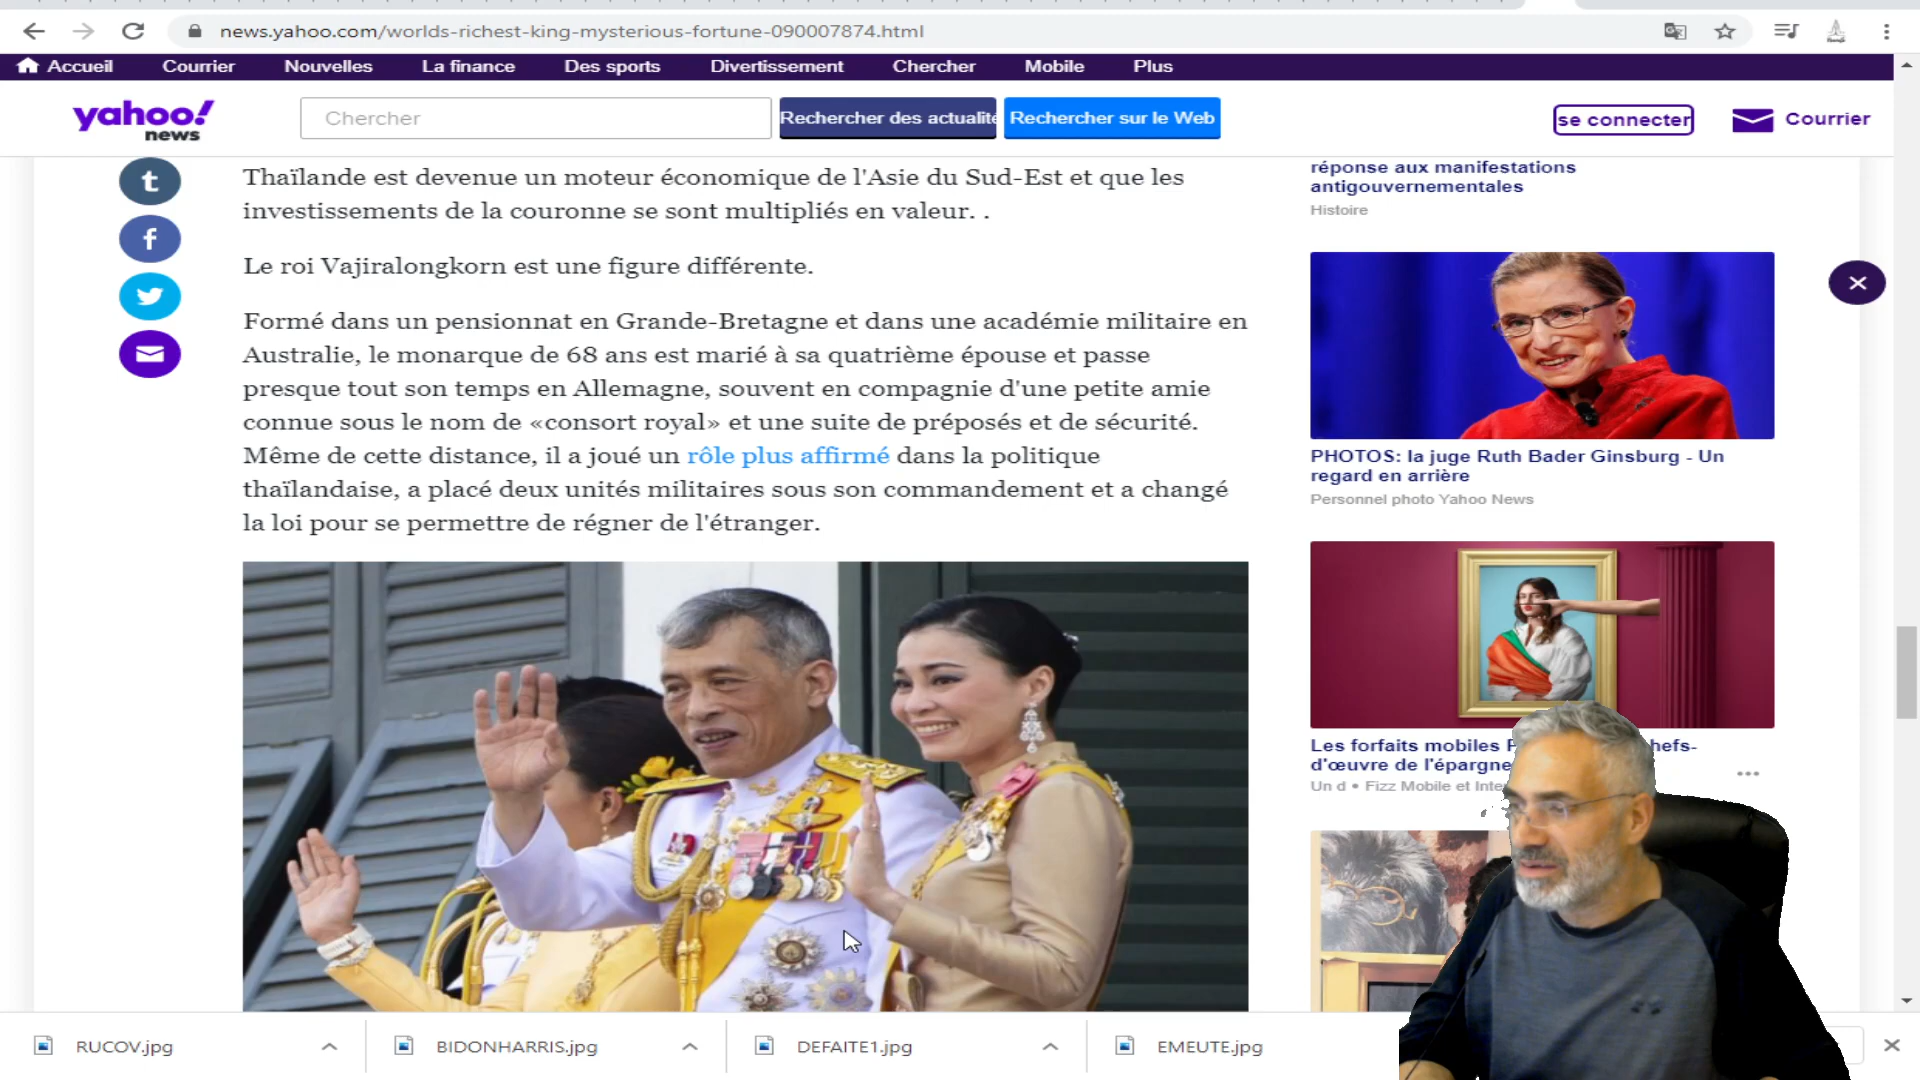 news.yahoo.com/worlds-richest-king-mysterious-fortune-090007874.html
Accueil Courrier Nouvelles La finance Des sports Divertissement Chercher Mobile Plus
yahoo!
news
Chercher
Rechercher des actualité
Rechercher sur le Web
se connecter
Courrier
t
f
Thaïlande est devenue un moteur économique de l'Asie du Sud-Est et que les
investissements de la couronne se sont multipliés en valeur. .
Le roi Vajiralongkorn est une figure différente.
Formé dans un pensionnat en Grande-Bretagne et dans une académie militaire en
Australie, le monarque de 68 ans est marié à sa quatrième épouse et passe
presque tout son temps en Allemagne, souvent en compagnie d'une petite amie
connue sous le nom de «consort royal» et une suite de préposés et de sécurité.
Même de cette distance, il a joué un rôle plus affirmé dans la politique
thaïlandaise, a placé deux unités militaires sous son commandement et a changé
la loi pour se permettre de régner de l'étranger.
réponse aux manifestations
antigouvernementales
Histoire
PHOTOS: la juge Ruth Bader Ginsburg - Un
regard en arrière
Personnel photo Yahoo News
Les forfaits mobiles hefs-
d'œuvre de l'épargne
Un d • Fizz Mobile et
RUCOV.jpg
BIDONHARRIS.jpg
DEFAITE1.jpg
EMEUTE.jpg